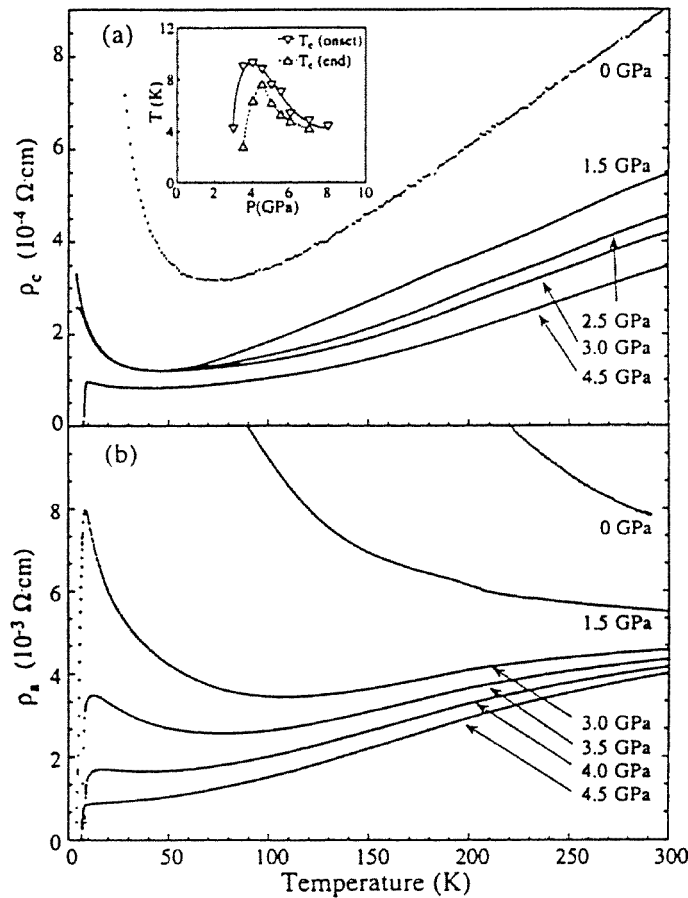 (a)
T_c (onset)
T_c (end)
T(K)
12
8
4
0
0 2 4 6 8 10
P(GPa)
0 GPa
1.5 GPa
2.5 GPa
3.0 GPa
4.5 GPa
ρ_c (10⁻⁴ Ω·cm)
8
6
4
2
0
(b)
0 GPa
1.5 GPa
3.0 GPa
3.5 GPa
4.0 GPa
4.5 GPa
ρ_a (10⁻³ Ω·cm)
8
6
4
2
0
0 50 100 150 200 250 300
Temperature (K)